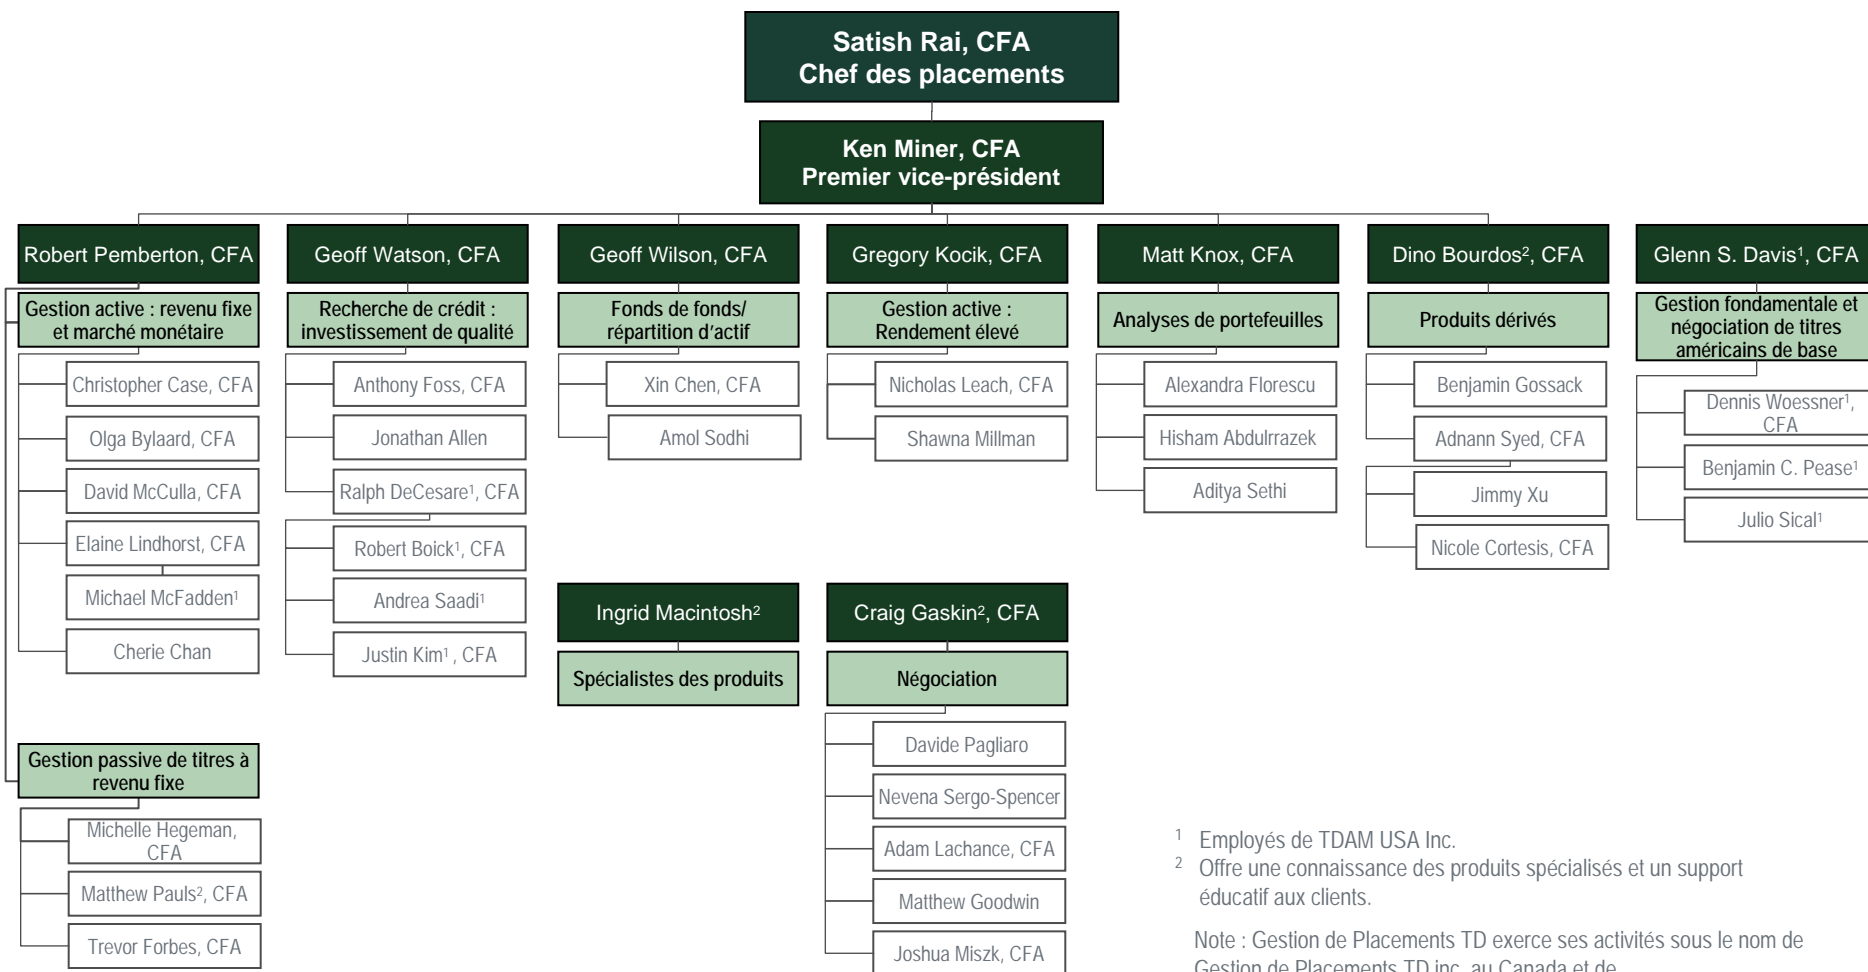 Satish Rai, CFA
Chef des placements
Ken Miner, CFA
Premier vice-président
Robert Pemberton, CFA
Gestion active : revenu fixe
et marché monétaire
Christopher Case, CFA
Olga Bylaard, CFA
David McCulla, CFA
Elaine Lindhorst, CFA
Michael McFadden¹
Cherie Chan
Gestion passive de titres à
revenu fixe
Michelle Hegeman,
CFA
Matthew Pauls², CFA
Trevor Forbes, CFA
Geoff Watson, CFA
Recherche de crédit :
investissement de qualité
Anthony Foss, CFA
Jonathan Allen
Ralph DeCesare¹, CFA
Robert Boick¹, CFA
Andrea Saadi¹
Justin Kim¹ , CFA
Geoff Wilson, CFA
Fonds de fonds/
répartition d'actif
Xin Chen, CFA
Amol Sodhi
Ingrid Macintosh²
Spécialistes des produits
Gregory Kocik, CFA
Gestion active :
Rendement élevé
Nicholas Leach, CFA
Shawna Millman
Craig Gaskin², CFA
Négociation
Davide Pagliaro
Nevena Sergo-Spencer
Adam Lachance, CFA
Matthew Goodwin
Joshua Miszk, CFA
Matt Knox, CFA
Analyses de portefeuilles
Alexandra Florescu
Hisham Abdulrrazek
Aditya Sethi
Dino Bourdos², CFA
Produits dérivés
Benjamin Gossack
Adnann Syed, CFA
Jimmy Xu
Nicole Cortesis, CFA
Glenn S. Davis¹, CFA
Gestion fondamentale et
négociation de titres
américains de base
Dennis Woessner¹,
CFA
Benjamin C. Pease¹
Julio Sical¹
¹ Employés de TDAM USA Inc.
² Offre une connaissance des produits spécialisés et un support
éducatif aux clients.
Note : Gestion de Placements TD exerce ses activités sous le nom de
Gestion de Placements TD inc. au Canada et de